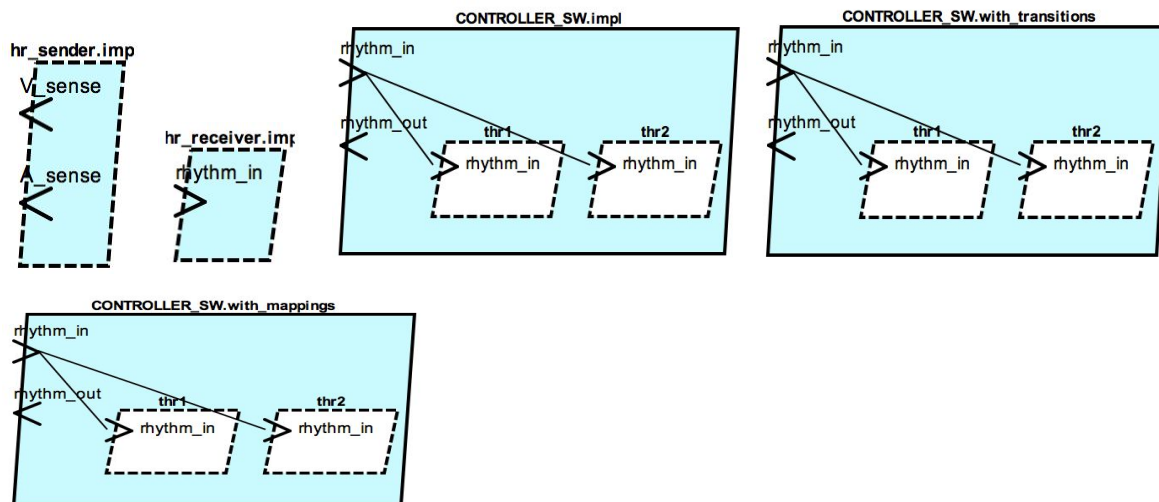 hr_sender.imp
V_sense
A_sense
hr_receiver.imp
rhythm_in
CONTROLLER_SW.impl
rhythm_in
rhythm_out
thr1
rhythm_in
thr2
rhythm_in
CONTROLLER_SW.with_transitions
rhythm_in
rhythm_out
thr1
rhythm_in
thr2
rhythm_in
CONTROLLER_SW.with_mappings
rhythm_in
rhythm_out
thr1
rhythm_in
thr2
rhythm_in